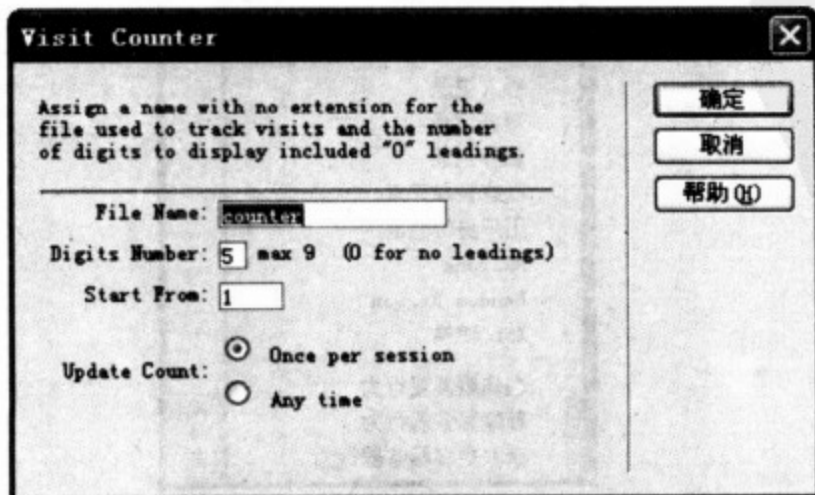 Visit Counter
Assign a name with no extension for the
file used to track visits and the number
of digits to display included "0" leadings.
File Name: counter
Digits Number: 5 max 9 (0 for no leadings)
Start From: 1
Update Count:
Once per session
Any time
确定
取消
帮助(H)